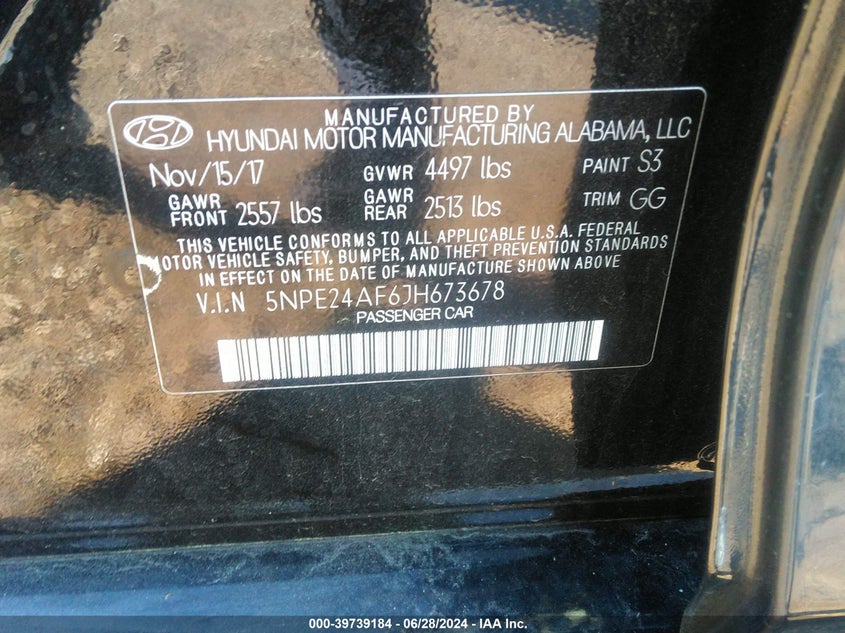 MANUFACTURED BY
HYUNDAI MOTOR MANUFACTURING ALABAMA, LLC
Nov/15/17 GVWR 4497 lbs PAINT S3
GAWR FRONT 2557 lbs GAWR REAR 2513 lbs TRIM GG
THIS VEHICLE CONFORMS TO ALL APPLICABLE U.S.A. FEDERAL
MOTOR VEHICLE SAFETY, BUMPER, AND THEFT PREVENTION STANDARDS
IN EFFECT ON THE DATE OF MANUFACTURE SHOWN ABOVE
V.I.N 5NPE24AF6JH673678
PASSENGER CAR
000-39739184 / 06/28/2024 - IAA Inc.